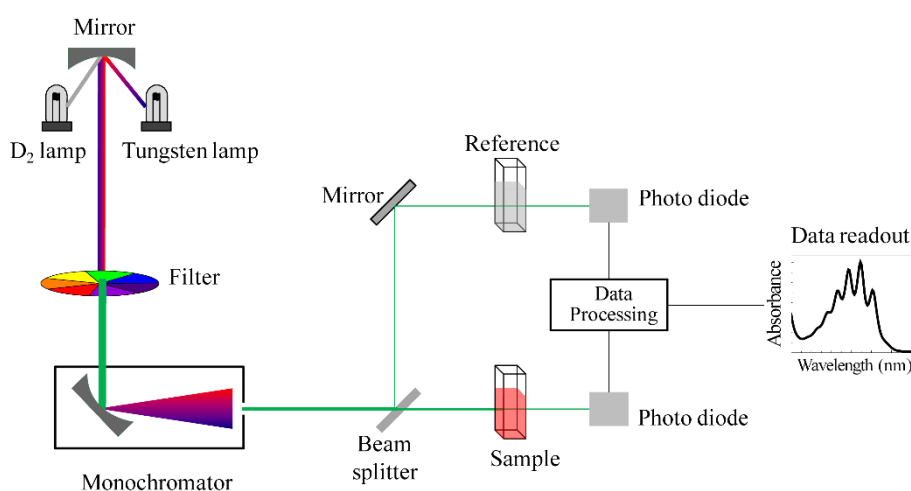 Mirror
D₂ lamp
Tungsten lamp
Filter
Monochromator
Mirror
Beam
splitter
Reference
Sample
Photo diode
Data
Processing
Photo diode
Data readout
Absorbance
Wavelength (nm)